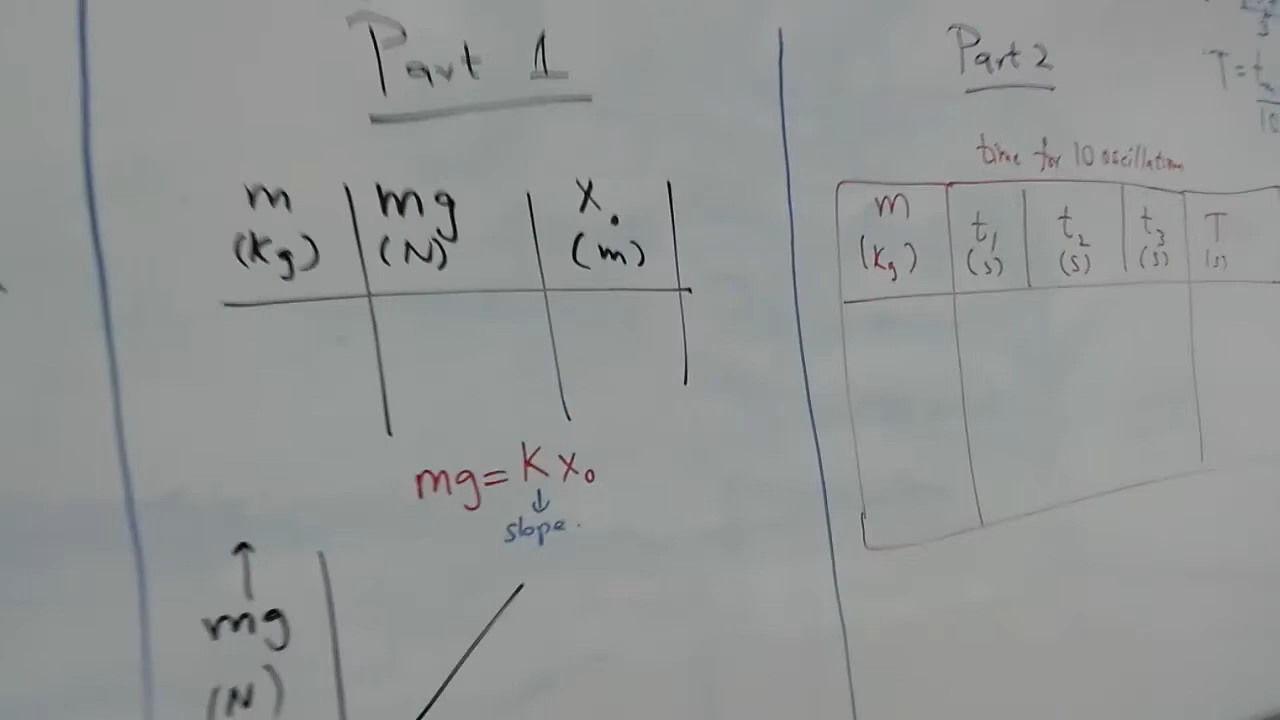 Part 1
m mg x₀
(Kg) (N) (m)
mg = K x₀
↓
slope.
↑
mg
(N)
Part 2
T = t
10
time for 10 oscillation
m t₁ t₂ t₃ T
(Kg) (s) (s) (s) (s)